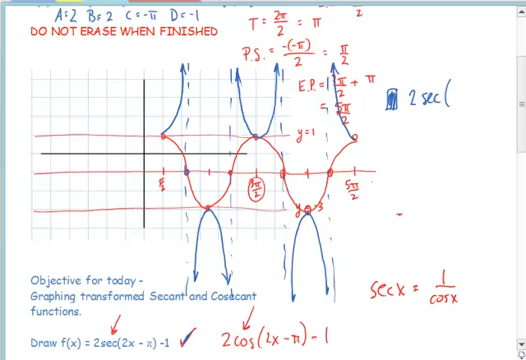 A=2 B=2 C=-π D=-1
DO NOT ERASE WHEN FINISHED
T = 2π/2 = π
P.S. = -(-π)/2 = π/2
E.P. = 3π/2 + π
= 5π/2
2 sec(
y=1
π/2
3π/2
5π/2
y=-3
Objective for today -
Graphing transformed Secant and Cosecant
functions.
sec x = 1/cos x
Draw f(x) = 2sec(2x - π) -1
2cos(2x-π)-1